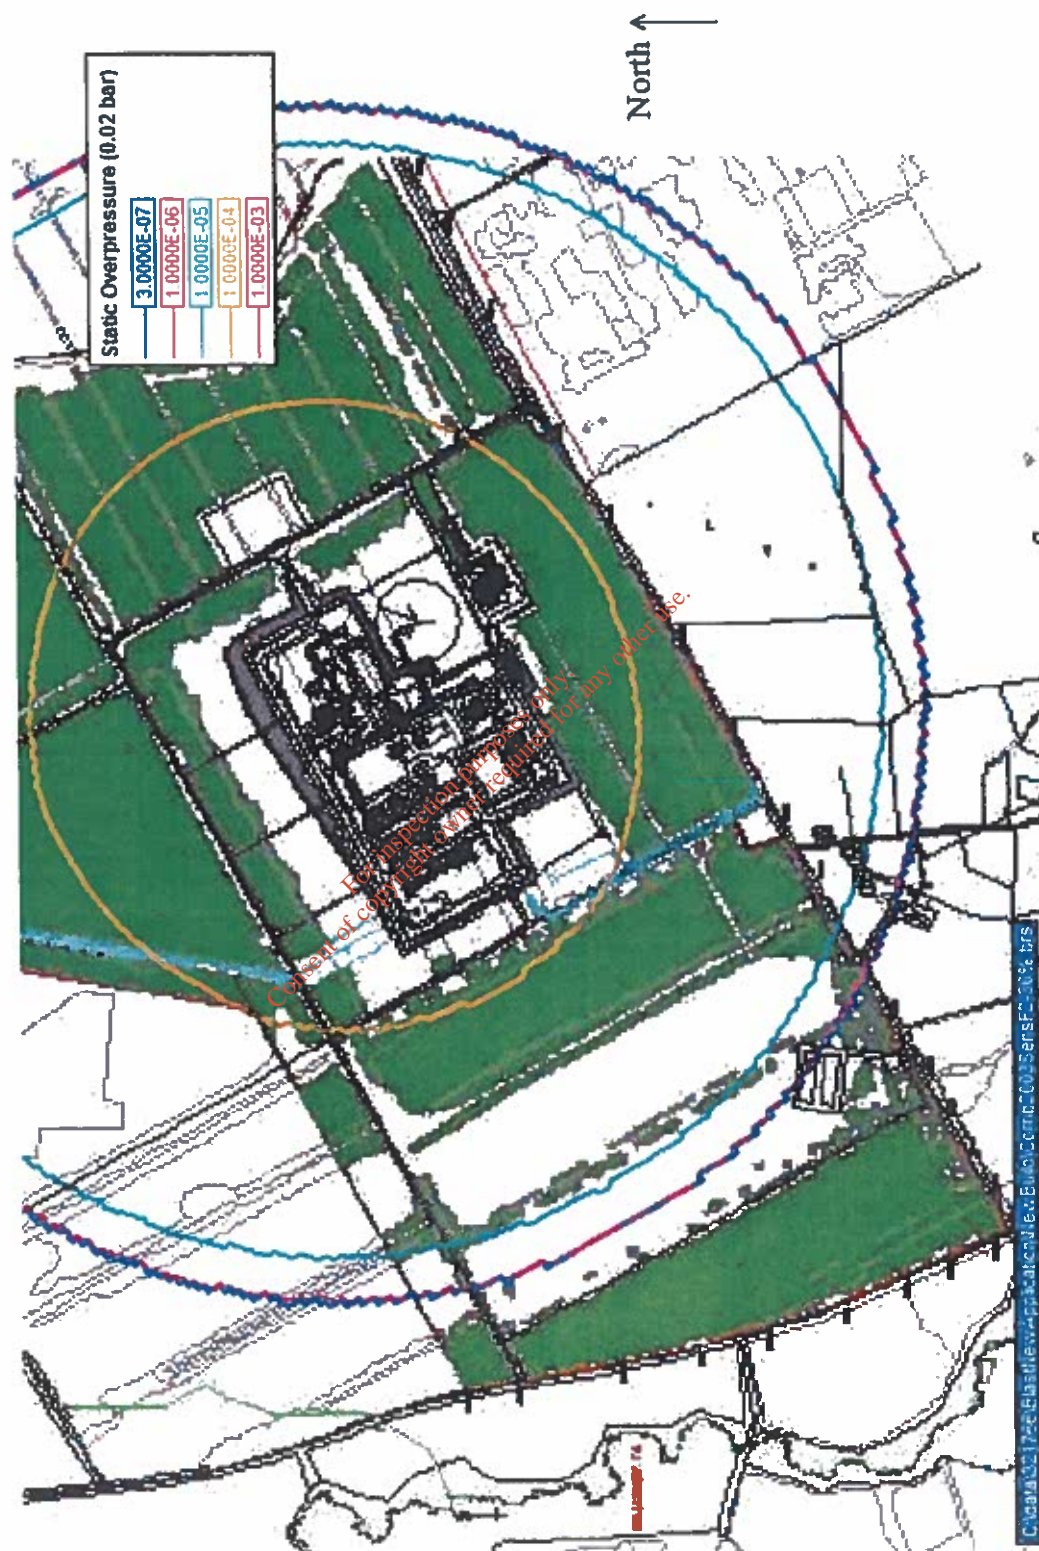 Static Overpressure (0.02 bar)
3.0000E-07
1.0000E-06
1.0000E-05
1.0000E-04
1.0000E-03
North
For inspection purposes only.
Consent of copyright owner required for any other use.